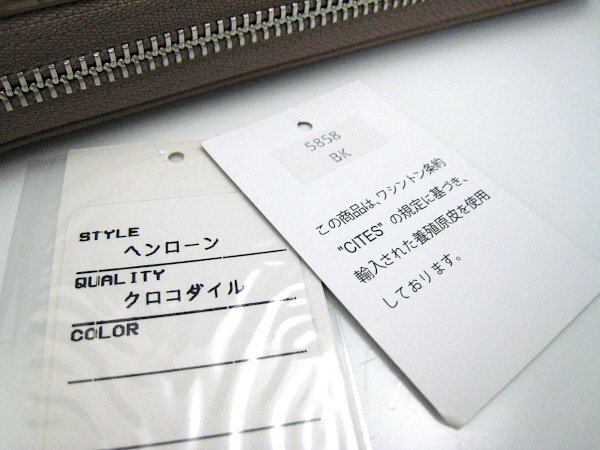 STYLE
ヘンローン
QUALITY
クロコダイル
COLOR
5858
BK
この商品は、ワシントン条約
"CITES" の規定に基づき、
輸入された養殖原皮を使用
しております。